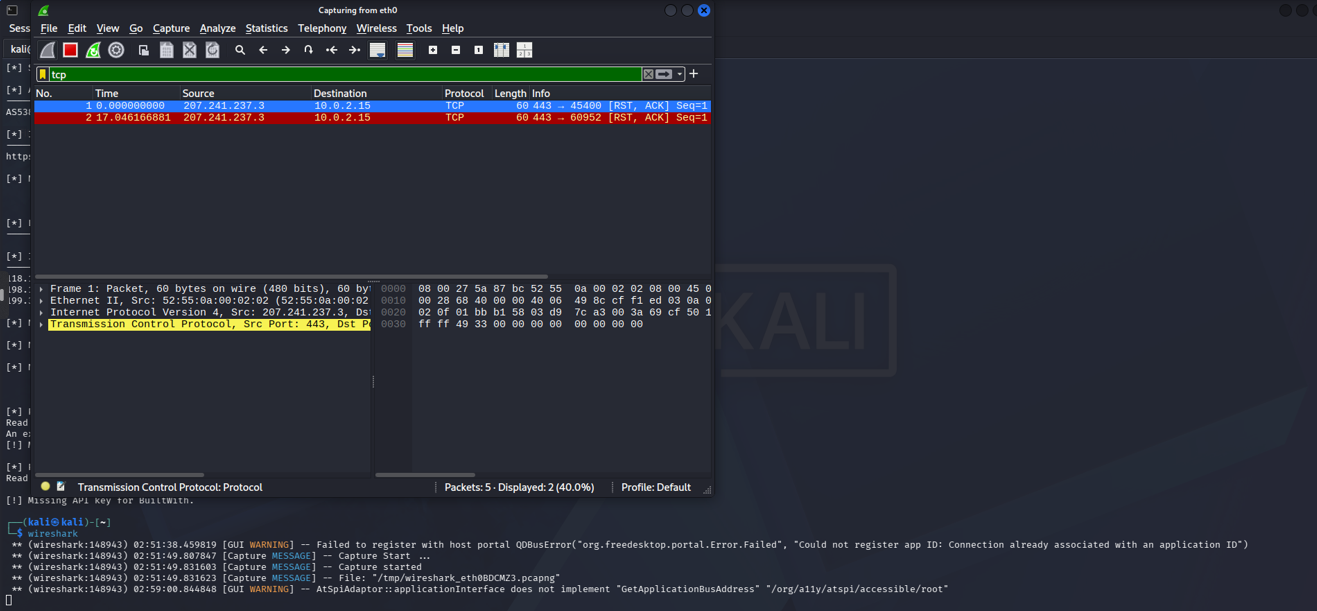 Capturing from eth0
Sess
File Edit View Go Capture Analyze Statistics Telephony Wireless Tools Help
kali@
tcp
No. Time Source Destination Protocol Length Info
1 0.000000000 207.241.237.3 10.0.2.15 TCP 60 443 → 45400 [RST, ACK] Seq=1
2 17.046166881 207.241.237.3 10.0.2.15 TCP 60 443 → 60952 [RST, ACK] Seq=1
[*]
[*]
AS538
[*]
http
[*]
[*]
[*]
Frame 1: Packet, 60 bytes on wire (480 bits), 60 byt
Ethernet II, Src: 52:55:0a:00:02:02 (52:55:0a:00:02
Internet Protocol Version 4, Src: 207.241.237.3, Dst
Transmission Control Protocol, Src Port: 443, Dst Po
0000 08 00 27 5a 87 bc 52 55 0a 00 02 02 08 00 45 0
0010 00 28 68 40 00 00 40 06 49 8c cf f1 ed 03 0a 0
0020 02 0f 01 bb b1 58 03 d9 7c a3 00 3a 69 cf 50 1
0030 ff ff 49 33 00 00 00 00 00 00 00 00
118.
198.
199.
[*]
[*]
[*]
[*]
Read
An ex
[!]
[*]
Read
KALI
Transmission Control Protocol: Protocol
Packets: 5 · Displayed: 2 (40.0%)
Profile: Default
[!] Missing API key for BuiltWith.
(kali㉿kali)-[~]
$ wireshark
** (wireshark:148943) 02:51:38.459819 [GUI WARNING] -- Failed to register with host portal QDBusError("org.freedesktop.portal.Error.Failed", "Could not register app ID: Connection already associated with an application ID")
** (wireshark:148943) 02:51:49.807847 [Capture MESSAGE] -- Capture Start ...
** (wireshark:148943) 02:51:49.831603 [Capture MESSAGE] -- Capture started
** (wireshark:148943) 02:51:49.831623 [Capture MESSAGE] -- File: "/tmp/wireshark_eth0BDCMZ3.pcapng"
** (wireshark:148943) 02:59:00.844848 [GUI WARNING] -- AtSpiAdaptor::applicationInterface does not implement "GetApplicationBusAddress" "/org/a11y/atspi/accessible/root"